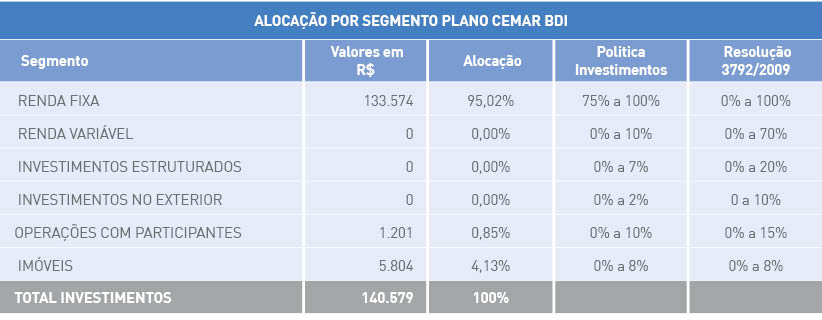 ALOCAÇÃO POR SEGMENTO PLANO CEMAR BDI
Segmento Valores em R$ Alocação Politica Investimentos Resolução 3792/2009
RENDA FIXA 133.574 95,02% 75% a 100% 0% a 100%
RENDA VARIÁVEL 0 0,00% 0% a 10% 0% a 70%
INVESTIMENTOS ESTRUTURADOS 0 0,00% 0% a 7% 0% a 20%
INVESTIMENTOS NO EXTERIOR 0 0,00% 0% a 2% 0 a 10%
OPERAÇÕES COM PARTICIPANTES 1.201 0,85% 0% a 10% 0% a 15%
IMÓVEIS 5.804 4,13% 0% a 8% 0% a 8%
TOTAL INVESTIMENTOS 140.579 100%